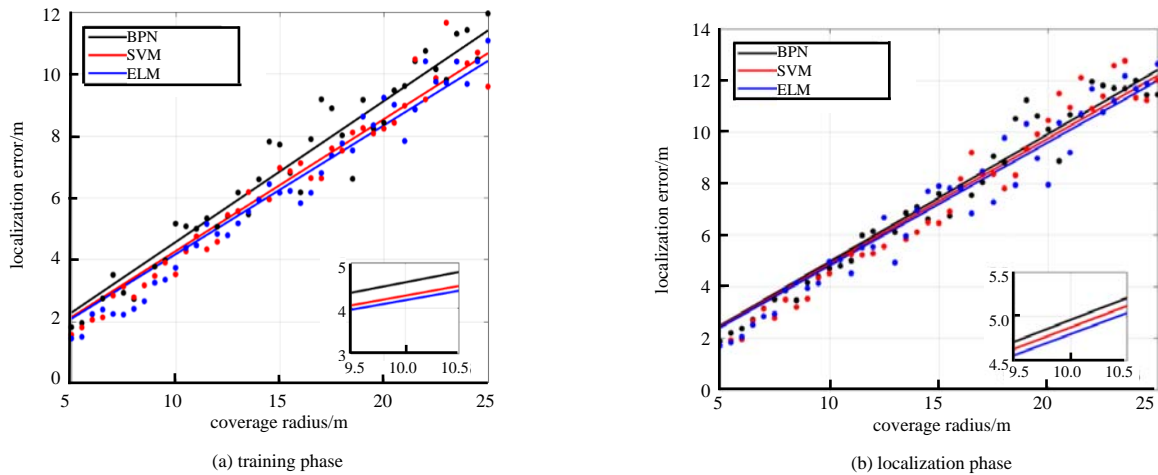 12
10
8
6
4
2
0
localization error/m
BPN
SVM
ELM
5
4
3
9.5 10.0 10.5
5 10 15 20 25
coverage radius/m
(a) training phase
14
12
10
8
6
4
2
0
localization error/m
BPN
SVM
ELM
5.5
5.0
4.5
9.5 10.0 10.5
5 10 15 20 25
coverage radius/m
(b) localization phase